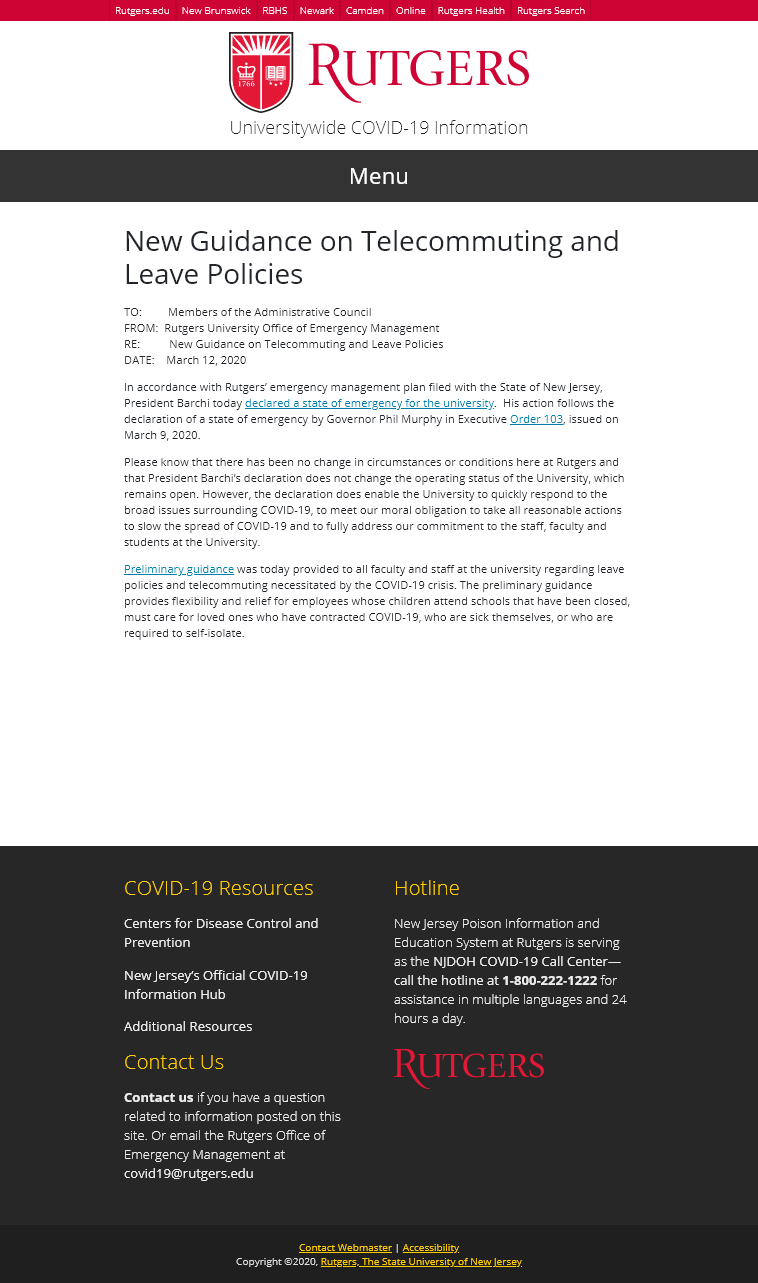 Rutgers.edu New Brunswick RBHS Newark Camden Online Rutgers Health Rutgers Search
1766
RUTGERS
Universitywide COVID-19 Information
Menu
New Guidance on Telecommuting and
Leave Policies
TO: Members of the Administrative Council
FROM: Rutgers University Office of Emergency Management
RE: New Guidance on Telecommuting and Leave Policies
DATE: March 12, 2020
In accordance with Rutgers’ emergency management plan filed with the State of New Jersey,
President Barchi today declared a state of emergency for the university. His action follows the
declaration of a state of emergency by Governor Phil Murphy in Executive Order 103, issued on
March 9, 2020.
Please know that there has been no change in circumstances or conditions here at Rutgers and
that President Barchi’s declaration does not change the operating status of the University, which
remains open. However, the declaration does enable the University to quickly respond to the
broad issues surrounding COVID-19, to meet our moral obligation to take all reasonable actions
to slow the spread of COVID-19 and to fully address our commitment to the staff, faculty and
students at the University.
Preliminary guidance was today provided to all faculty and staff at the university regarding leave
policies and telecommuting necessitated by the COVID-19 crisis. The preliminary guidance
provides flexibility and relief for employees whose children attend schools that have been closed,
must care for loved ones who have contracted COVID-19, who are sick themselves, or who are
required to self-isolate.
COVID-19 Resources
Centers for Disease Control and
Prevention
New Jersey’s Official COVID-19
Information Hub
Additional Resources
Contact Us
Contact us if you have a question
related to information posted on this
site. Or email the Rutgers Office of
Emergency Management at
covid19@rutgers.edu
Hotline
New Jersey Poison Information and
Education System at Rutgers is serving
as the NJDOH COVID-19 Call Center—
call the hotline at 1-800-222-1222 for
assistance in multiple languages and 24
hours a day.
RUTGERS
Contact Webmaster | Accessibility
Copyright ©2020, Rutgers, The State University of New Jersey